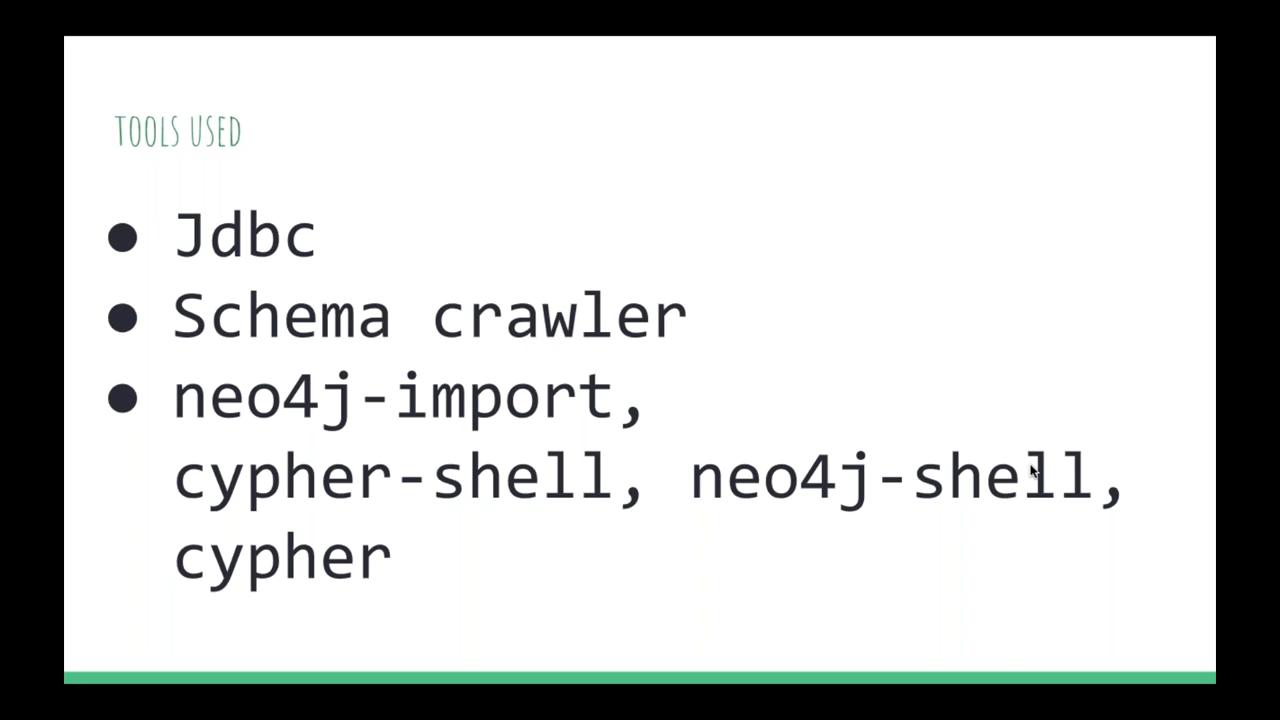 TOOLS USED
● Jdbc
● Schema crawler
● neo4j-import,
cypher-shell, neo4j-shell,
cypher